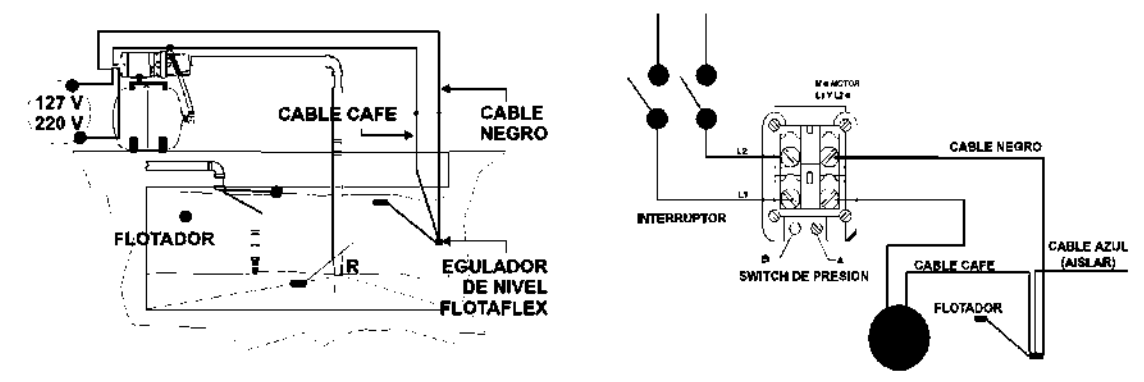 127 V
220 V
CABLE CAFE
CABLE
NEGRO
FLOTADOR
R
EGULADOR
DE NIVEL
FLOTAFLEX
MOTOR
L2
CABLE NEGRO
L1
INTERRUPTOR
B
A
SWITCH DE PRESION
CABLE AZUL
(AISLAR)
CABLE CAFE
FLOTADOR